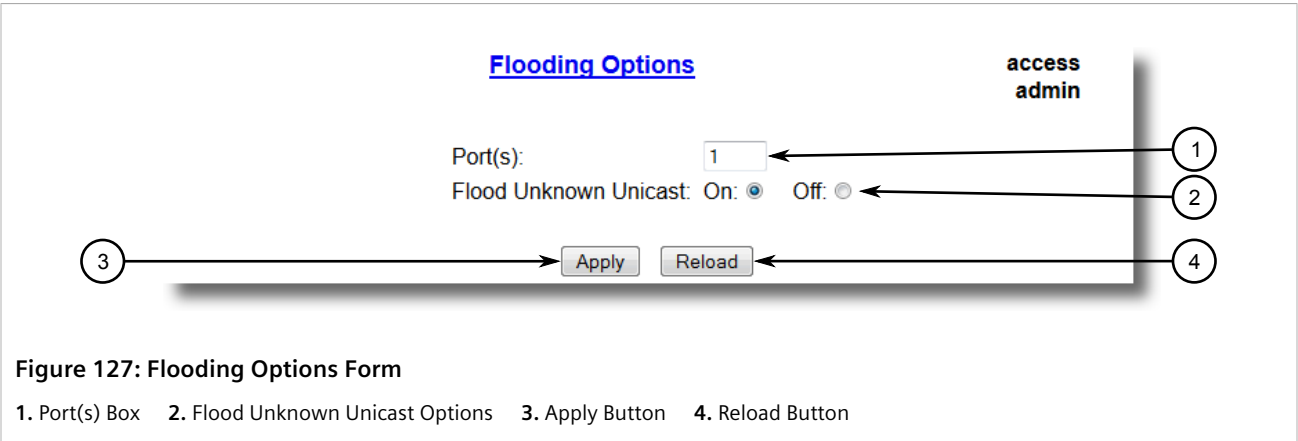 Flooding Options
access
admin
Port(s): 1
1
Flood Unknown Unicast: On: Off:
2
3
Apply Reload
4
Figure 127: Flooding Options Form
1. Port(s) Box 2. Flood Unknown Unicast Options 3. Apply Button 4. Reload Button